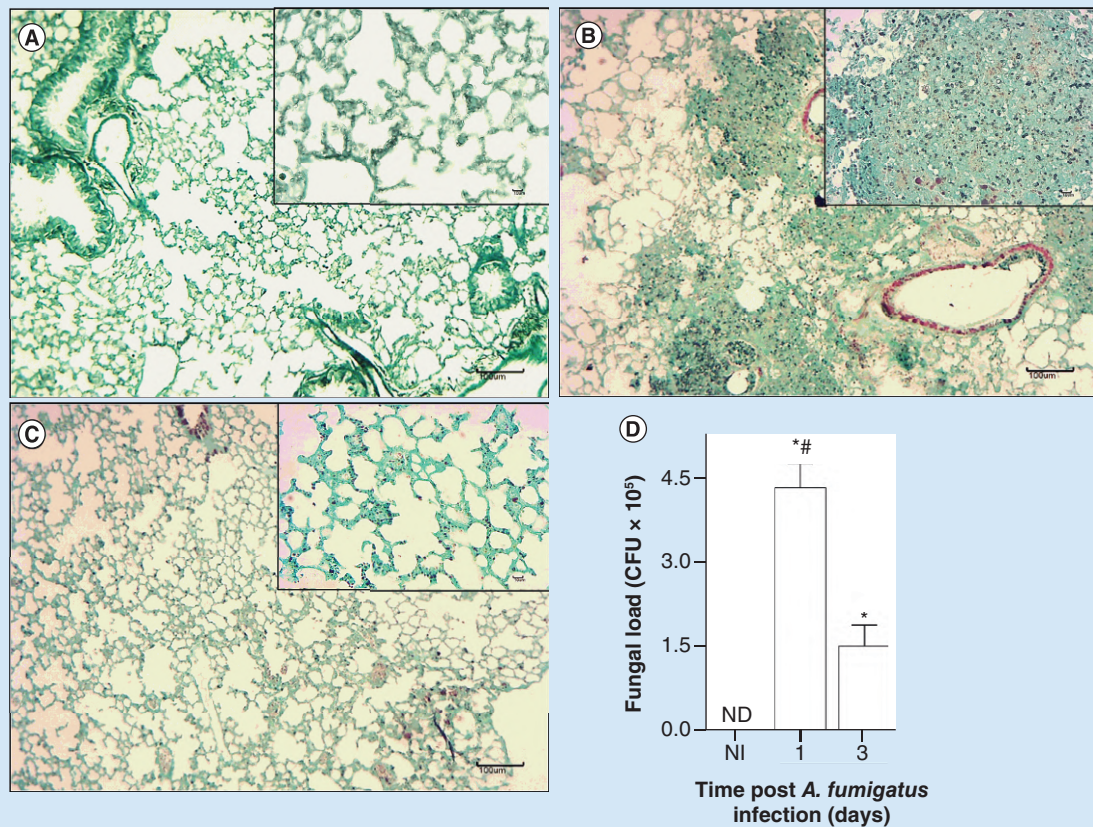 A
B
100um
100um
C
100um
D
*#
*
4.5
3.0
1.5
0.0
Fungal load (CFU × 10⁵)
ND
NI 1 3
Time post A. fumigatus
infection (days)